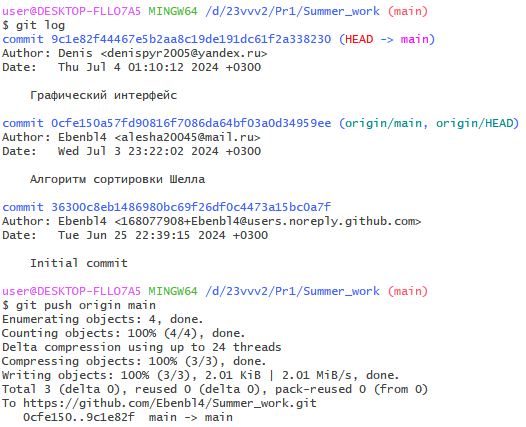 user@DESKTOP-FLLO7A5 MINGW64 /d/23vvv2/Pr1/Summer_work (main)
$ git log
commit 9c1e82f44467e5b2aa8c19de191dc61f2a338230 (HEAD -> main)
Author: Denis <denispyr2005@yandex.ru>
Date:   Thu Jul 4 01:10:12 2024 +0300
Графический интерфейс
commit 0cfe150a57fd90816f7086da64bf03a0d34959ee (origin/main, origin/HEAD)
Author: Ebenbl4 <alesha20045@mail.ru>
Date:   Wed Jul 3 23:22:02 2024 +0300
Алгоритм сортировки Шелла
commit 36300c8eb1486980bc69f26df0c4473a15bc0a7f
Author: Ebenbl4 <168077908+Ebenbl4@users.noreply.github.com>
Date:   Tue Jun 25 22:39:15 2024 +0300
Initial commit
user@DESKTOP-FLLO7A5 MINGW64 /d/23vvv2/Pr1/Summer_work (main)
$ git push origin main
Enumerating objects: 4, done.
Counting objects: 100% (4/4), done.
Delta compression using up to 24 threads
Compressing objects: 100% (3/3), done.
Writing objects: 100% (3/3), 2.01 KiB | 2.01 MiB/s, done.
Total 3 (delta 0), reused 0 (delta 0), pack-reused 0 (from 0)
To https://github.com/Ebenbl4/Summer_work.git
0cfe150..9c1e82f  main -> main